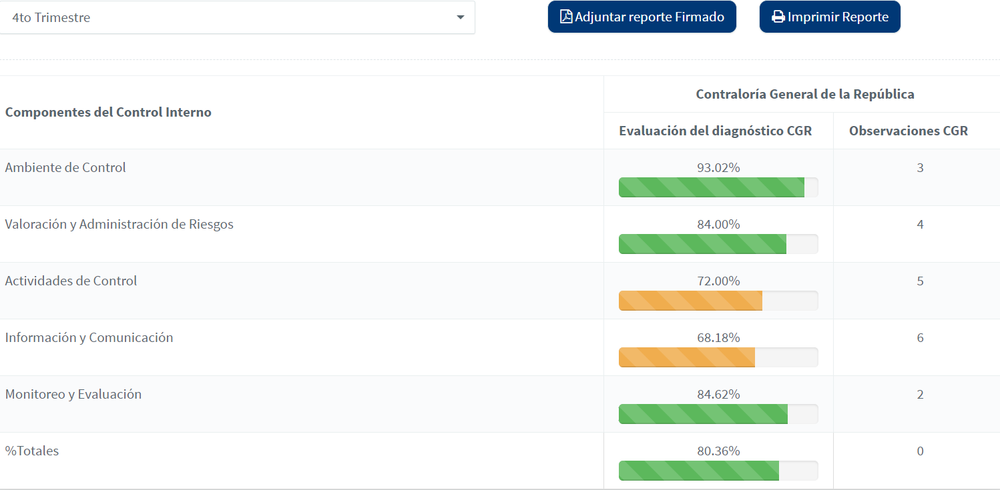 4to Trimestre
Adjuntar reporte Firmado
Imprimir Reporte
Componentes del Control Interno
Contraloría General de la República
Evaluación del diagnóstico CGR
Observaciones CGR
Ambiente de Control
93.02%
3
Valoración y Administración de Riesgos
84.00%
4
Actividades de Control
72.00%
5
Información y Comunicación
68.18%
6
Monitoreo y Evaluación
84.62%
2
%Totales
80.36%
0